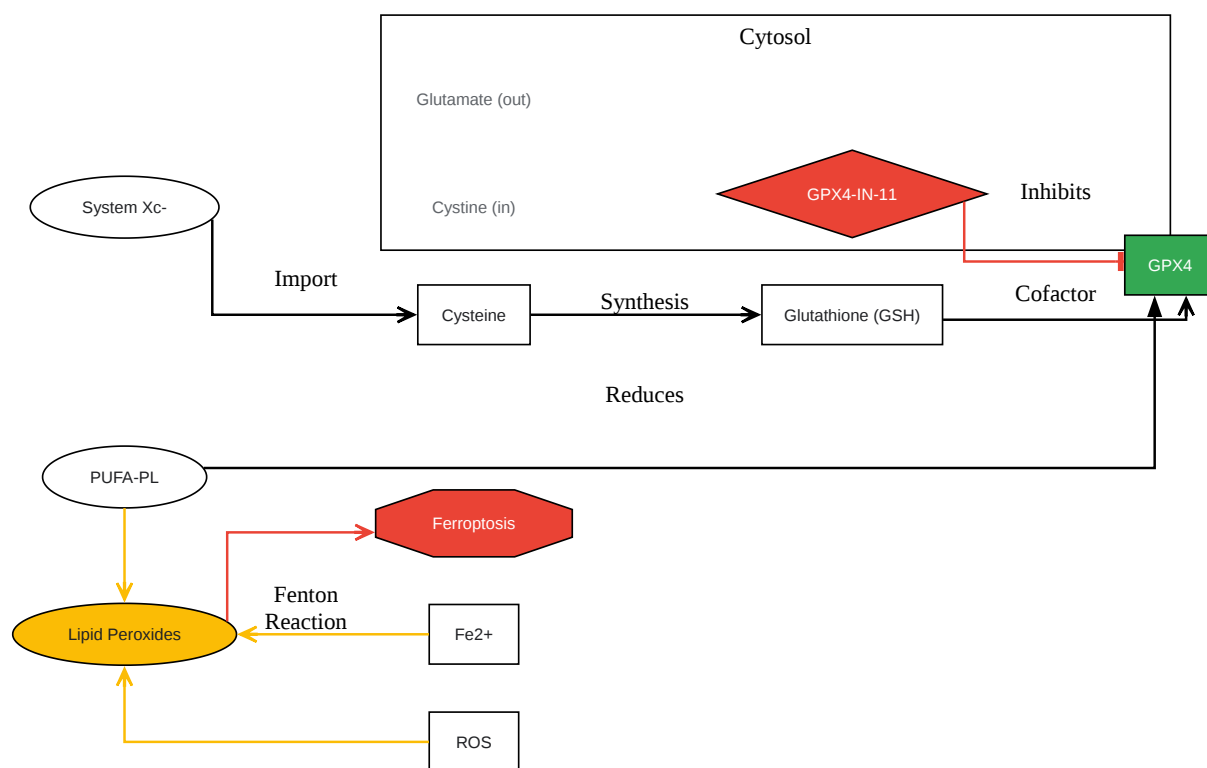 Cytosol
Glutamate (out)
GPX4-IN-11
Inhibits
System Xc-
Cystine (in)
GPX4
Import
Synthesis
Cofactor
Cysteine
Glutathione (GSH)
Reduces
PUFA-PL
Ferroptosis
Fenton
Reaction
Lipid Peroxides
Fe2+
ROS